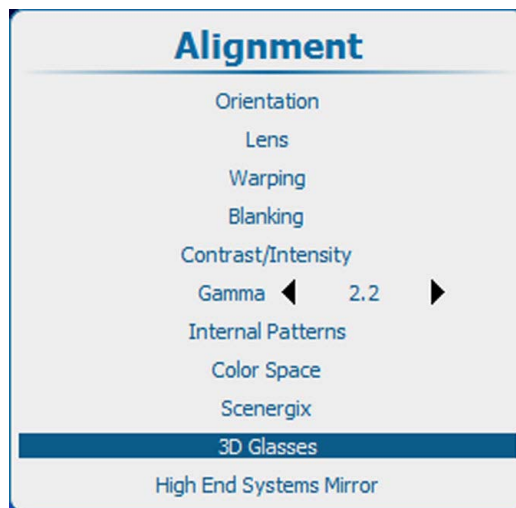 Alignment
Orientation
Lens
Warping
Blanking
Contrast/Intensity
Gamma 2.2
Internal Patterns
Color Space
Scenergix
3D Glasses
High End Systems Mirror